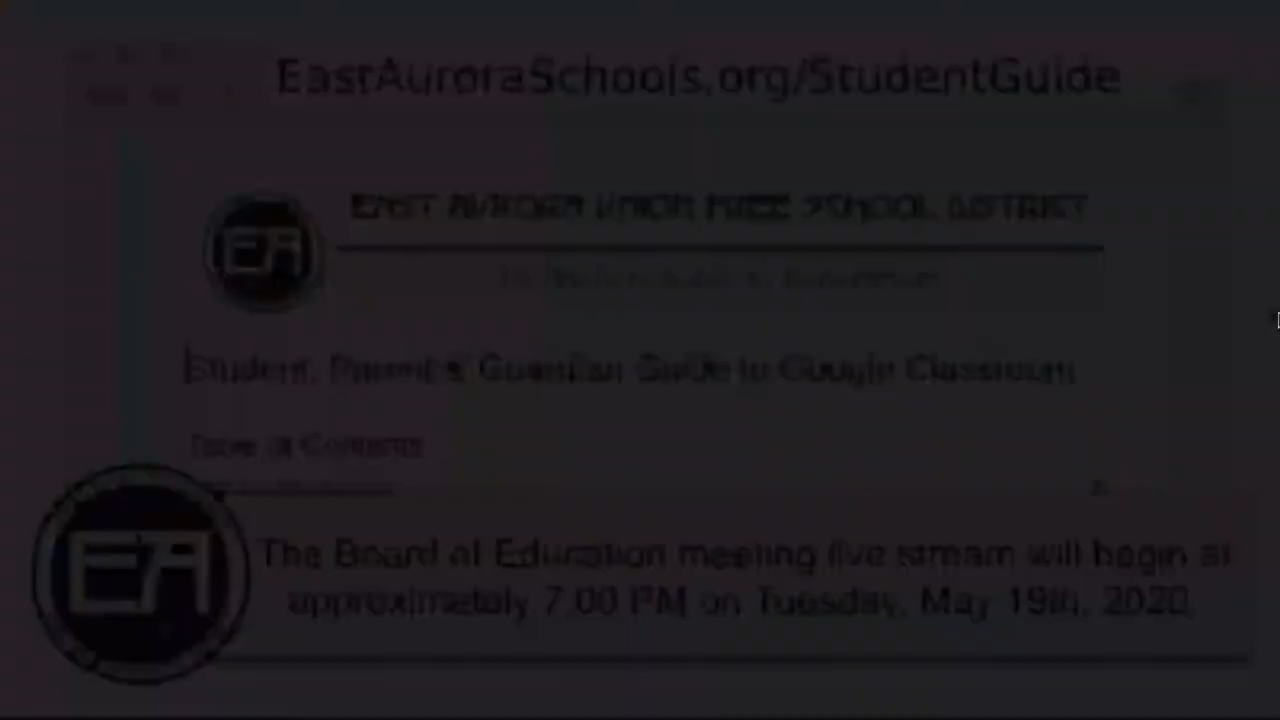 EastAuroraSchools.org/StudentGuide
EA
EAST AURORA UNION FREE SCHOOL DISTRICT
Student, Parent & Guardian Guide to Google Classroom
Table of Contents
EA
The Board of Education meeting live stream will begin at
approximately 7:00 PM on Tuesday, May 19th, 2020.